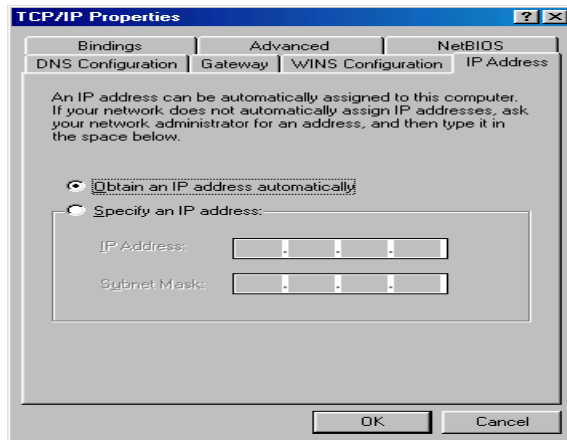 TCP/IP Properties
Bindings Advanced NetBIOS
DNS Configuration Gateway WINS Configuration IP Address
An IP address can be automatically assigned to this computer.
If your network does not automatically assign IP addresses, ask
your network administrator for an address, and then type it in
the space below.
Obtain an IP address automatically
Specify an IP address:
IP Address:
. . .
Subnet Mask:
. . .
OK Cancel